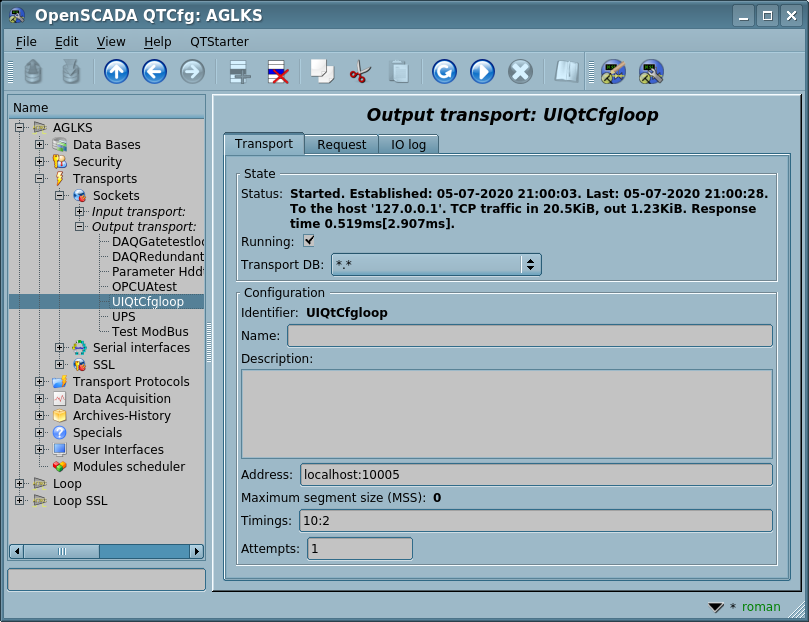 OpenSCADA QTCfg: AGLKS
File Edit View Help QTStarter
Name
AGLKS
Data Bases
Security
Transports
Sockets
Input transport:
Output transport:
DAQGatetestloo
DAQRedundant
Parameter Hdd
OPCUAtest
UIQtCfgloop
UPS
Test ModBus
Serial interfaces
SSL
Transport Protocols
Data Acquisition
Archives-History
Specials
User Interfaces
Modules scheduler
Loop
Loop SSL
Output transport: UIQtCfgloop
Transport Request IO log
State
Status: Started. Established: 05-07-2020 21:00:03. Last: 05-07-2020 21:00:28.
To the host '127.0.0.1'. TCP traffic in 20.5KiB, out 1.23KiB. Response
time 0.519ms[2.907ms].
Running:
Transport DB: *.*
Configuration
Identifier: UIQtCfgloop
Name:
Description:
Address: localhost:10005
Maximum segment size (MSS): 0
Timings: 10:2
Attempts: 1
* roman